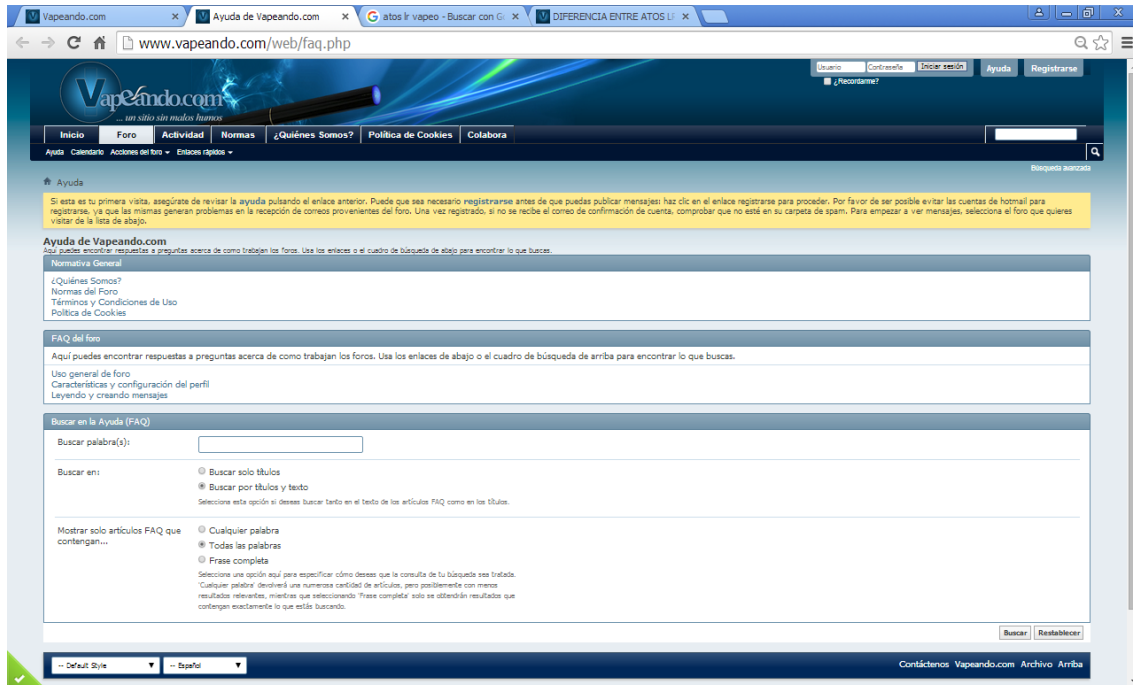 Vapeando.com
Ayuda de Vapeando.com
atos lr vapeo - Buscar con G
DIFERENCIA ENTRE ATOS LR
www.vapeando.com/web/faq.php
Vapeando.com
... un sitio sin malos humos
Usuario Contraseña Iniciar sesión
¿Recordarme?
Ayuda Registrarse
Inicio Foro Actividad Normas ¿Quiénes Somos? Política de Cookies Colabora
Ayuda Calendario Acciones del foro Enlaces rápidos
Búsqueda avanzada
Ayuda
Si esta es tu primera visita, asegúrate de revisar la ayuda pulsando el enlace anterior. Puede que sea necesario registrarse antes de que puedas publicar mensajes: haz clic en el enlace registrarse para proceder. Por favor de ser posible evitar las cuentas de hotmail para
registrarse, ya que las mismas generan problemas en la recepción de correos provenientes del foro. Una vez registrado, si no se recibe el correo de confirmación de cuenta, comprobar que no esté en su carpeta de spam. Para empezar a ver mensajes, selecciona el foro que quieres
visitar de la lista de abajo.
Ayuda de Vapeando.com
Aquí puedes encontrar respuestas a preguntas acerca de como trabajan los foros. Usa los enlaces o el cuadro de búsqueda de abajo para encontrar lo que buscas.
Normativa General
¿Quiénes Somos?
Normas del Foro
Términos y Condiciones de Uso
Política de Cookies
FAQ del foro
Aquí puedes encontrar respuestas a preguntas acerca de como trabajan los foros. Usa los enlaces de abajo o el cuadro de búsqueda de arriba para encontrar lo que buscas.
Uso general de foro
Características y configuración del perfil
Leyendo y creando mensajes
Buscar en la Ayuda (FAQ)
Buscar palabra(s):
Buscar en:
Buscar solo títulos
Buscar por títulos y texto
Selecciona esta opción si deseas buscar tanto en el texto de los artículos FAQ como en los títulos.
Mostrar solo artículos FAQ que
contengan...
Cualquier palabra
Todas las palabras
Frase completa
Selecciona una opción aquí para especificar cómo deseas que la consulta de tu búsqueda sea tratada.
'Cualquier palabra' devolverá una numerosa cantidad de artículos, pero posiblemente con menos
resultados relevantes, mientras que seleccionando 'Frase completa' solo se obtendrán resultados que
contengan exactamente lo que estás buscando.
Buscar Restablecer
-- Default Style
-- Español
Contáctenos Vapeando.com Archivo Arriba